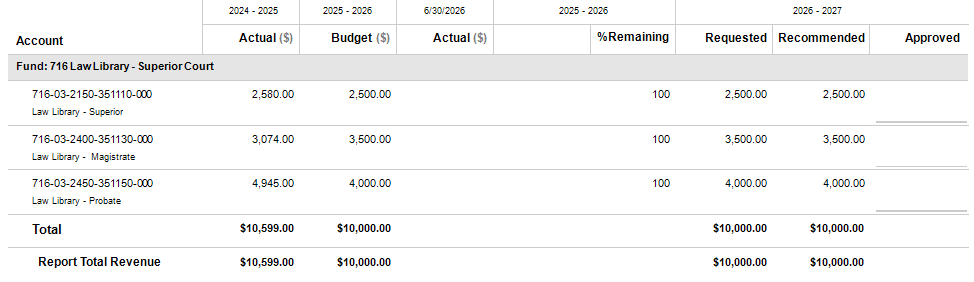 2024 - 2025 2025 - 2026 6/30/2026 2025 - 2026 2026 - 2027
Account Actual ($) Budget ($) Actual ($) %Remaining Requested Recommended Approved
Fund: 716 Law Library - Superior Court
716-03-2150-351110-000 2,580.00 2,500.00 100 2,500.00 2,500.00
Law Library - Superior
716-03-2400-351130-000 3,074.00 3,500.00 100 3,500.00 3,500.00
Law Library - Magistrate
716-03-2450-351150-000 4,945.00 4,000.00 100 4,000.00 4,000.00
Law Library - Probate
Total $10,599.00 $10,000.00 $10,000.00 $10,000.00
Report Total Revenue $10,599.00 $10,000.00 $10,000.00 $10,000.00